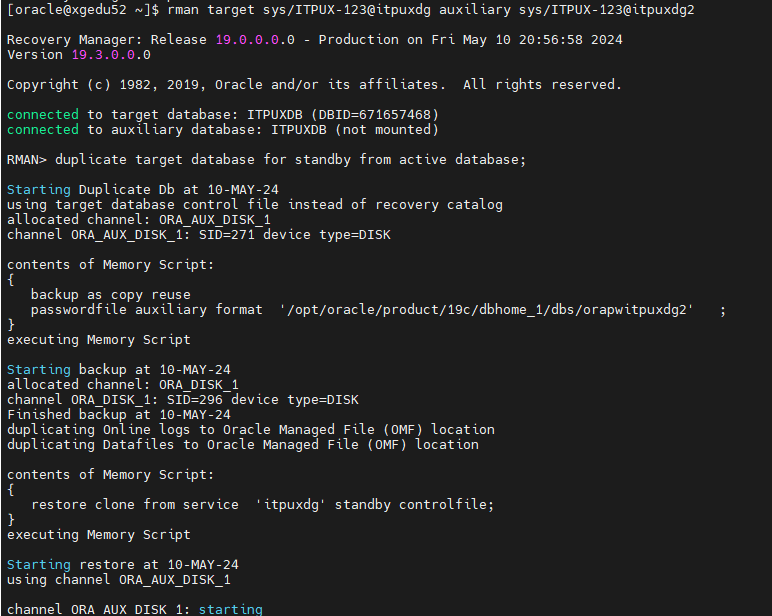 [oracle@xgedu52 ~]$ rman target sys/ITPUX-123@itpuxdg auxiliary sys/ITPUX-123@itpuxdg2
Recovery Manager: Release 19.0.0.0.0 - Production on Fri May 10 20:56:58 2024
Version 19.3.0.0.0
Copyright (c) 1982, 2019, Oracle and/or its affiliates.  All rights reserved.
connected to target database: ITPUXDB (DBID=671657468)
connected to auxiliary database: ITPUXDB (not mounted)
RMAN> duplicate target database for standby from active database;
Starting Duplicate Db at 10-MAY-24
using target database control file instead of recovery catalog
allocated channel: ORA_AUX_DISK_1
channel ORA_AUX_DISK_1: SID=271 device type=DISK
contents of Memory Script:
{
   backup as copy reuse
   passwordfile auxiliary format  '/opt/oracle/product/19c/dbhome_1/dbs/orapwitpuxdg2'   ;
}
executing Memory Script
Starting backup at 10-MAY-24
allocated channel: ORA_DISK_1
channel ORA_DISK_1: SID=296 device type=DISK
Finished backup at 10-MAY-24
duplicating Online logs to Oracle Managed File (OMF) location
duplicating Datafiles to Oracle Managed File (OMF) location
contents of Memory Script:
{
   restore clone from service  'itpuxdg' standby controlfile;
}
executing Memory Script
Starting restore at 10-MAY-24
using channel ORA_AUX_DISK_1
channel ORA_AUX_DISK_1: starting